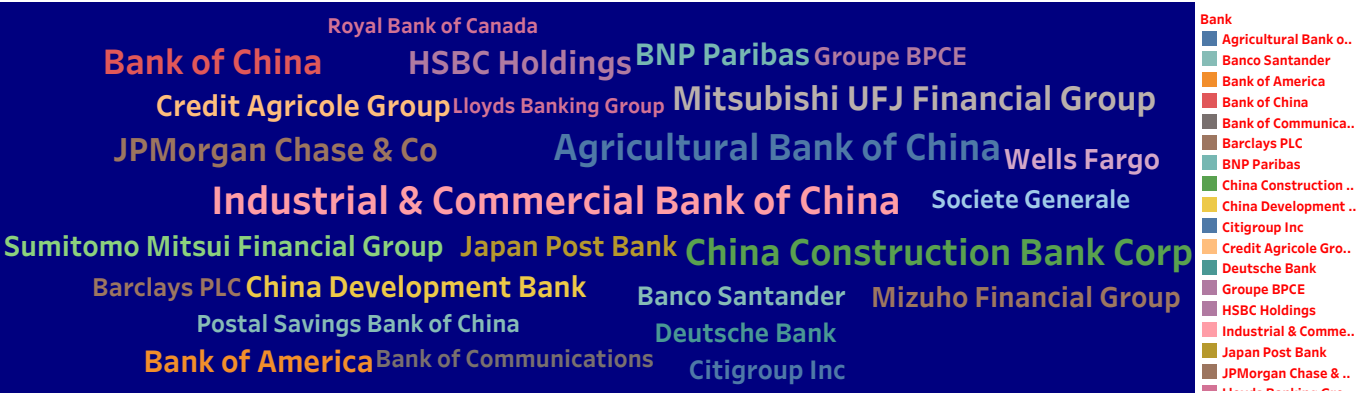 Royal Bank of Canada
Bank of China
HSBC Holdings
BNP Paribas
Groupe BPCE
Credit Agricole Group
Lloyds Banking Group
Mitsubishi UFJ Financial Group
JPMorgan Chase & Co
Agricultural Bank of China
Wells Fargo
Industrial & Commercial Bank of China
Societe Generale
Sumitomo Mitsui Financial Group
Japan Post Bank
China Construction Bank Corp
Barclays PLC
China Development Bank
Banco Santander
Mizuho Financial Group
Postal Savings Bank of China
Deutsche Bank
Bank of America
Bank of Communications
Citigroup Inc
Bank
Agricultural Bank o..
Banco Santander
Bank of America
Bank of China
Bank of Communica..
Barclays PLC
BNP Paribas
China Construction ..
China Development ..
Citigroup Inc
Credit Agricole Gro..
Deutsche Bank
Groupe BPCE
HSBC Holdings
Industrial & Comme..
Japan Post Bank
JPMorgan Chase & ..